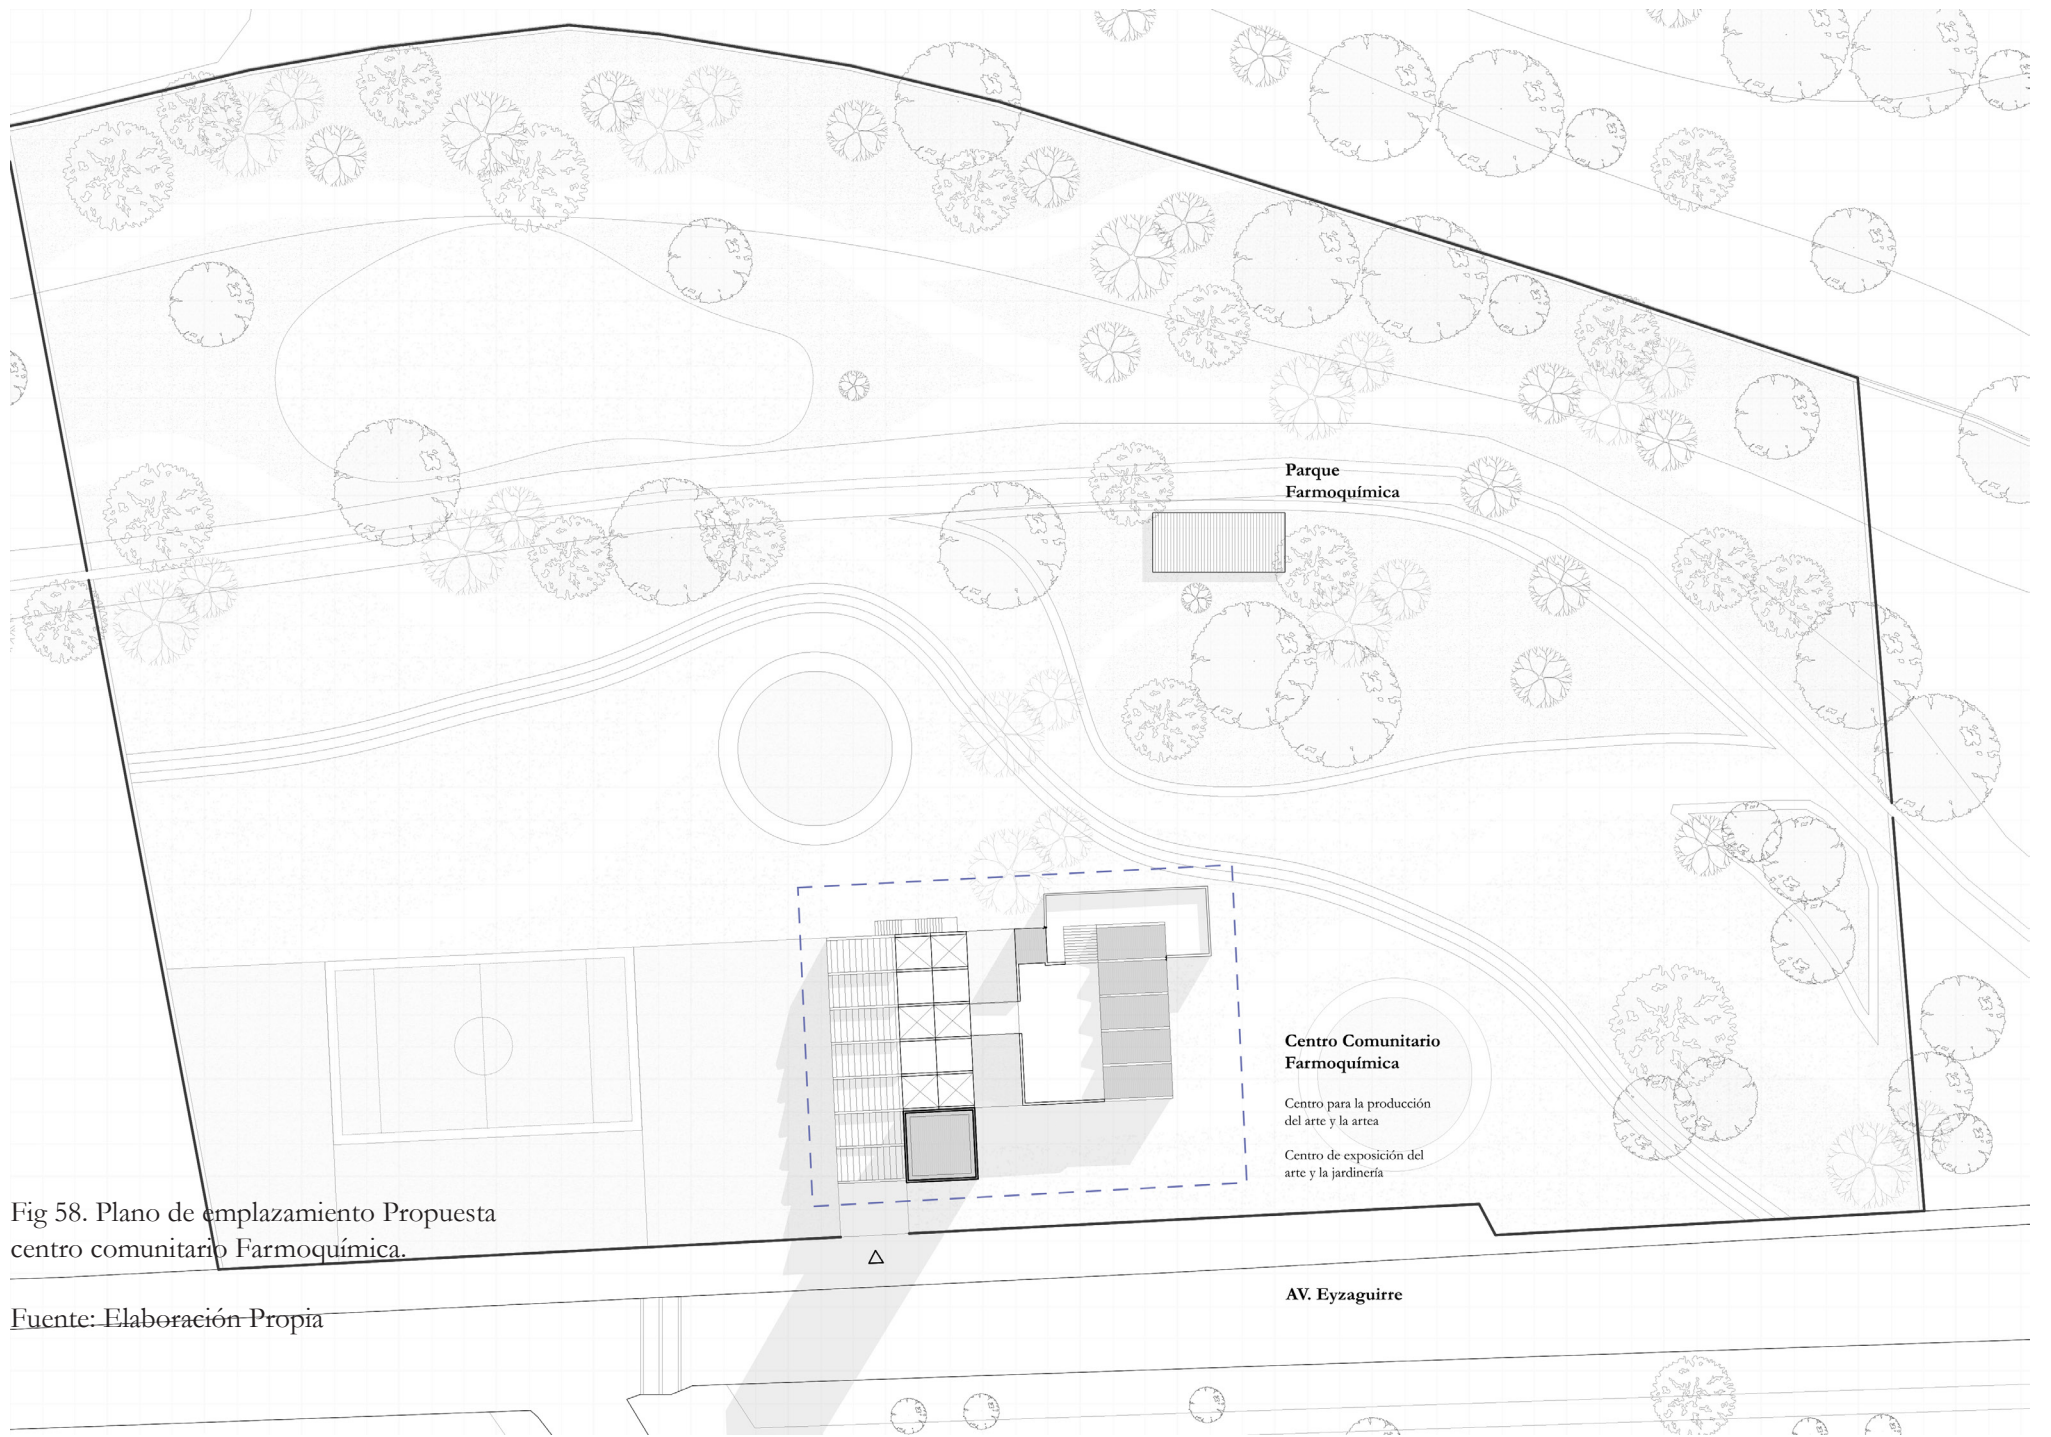 Parque
Farmoquímica
Centro Comunitario
Farmoquímica
Centro para la producción
del arte y la artea
Centro de exposición del
arte y la jardinería
Fig 58. Plano de emplazamiento Propuesta
centro comunitario Farmoquímica.
AV. Eyzaguirre
Fuente: Elaboración Propia